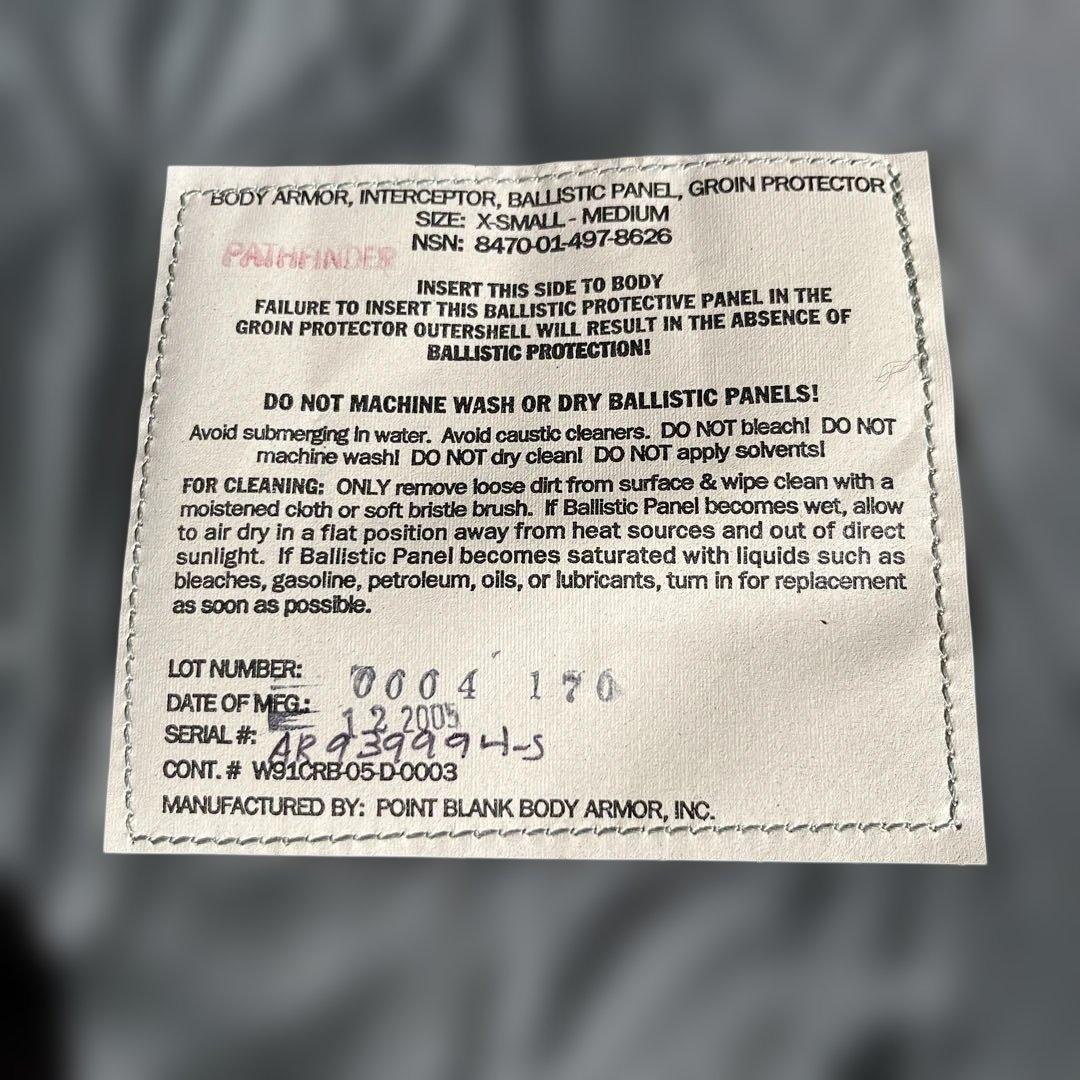 BODY ARMOR, INTERCEPTOR, BALLISTIC PANEL, GROIN PROTECTOR
SIZE: X-SMALL - MEDIUM
NSN: 8470-01-497-8626
PATHFINDER
INSERT THIS SIDE TO BODY
FAILURE TO INSERT THIS BALLISTIC PROTECTIVE PANEL IN THE
GROIN PROTECTOR OUTERSHELL WILL RESULT IN THE ABSENCE OF
BALLISTIC PROTECTION!
DO NOT MACHINE WASH OR DRY BALLISTIC PANELS!
Avoid submerging in water. Avoid caustic cleaners. DO NOT bleach! DO NOT
machine wash! DO NOT dry clean! DO NOT apply solvents!
FOR CLEANING: ONLY remove loose dirt from surface & wipe clean with a
moistened cloth or soft bristle brush. If Ballistic Panel becomes wet, allow
to air dry in a flat position away from heat sources and out of direct
sunlight. If Ballistic Panel becomes saturated with liquids such as
bleaches, gasoline, petroleum, oils, or lubricants, turn in for replacement
as soon as possible.
LOT NUMBER: 0004 170
DATE OF MFG.: 12 2005
SERIAL #: AR939994-S
CONT. # W91CRB-05-D-0003
MANUFACTURED BY: POINT BLANK BODY ARMOR, INC.